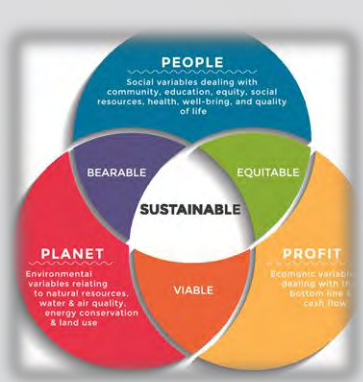 PEOPLE
Social variables dealing with
community, education, equity, social
resources, health, well-bring, and quality
of life
BEARABLE
EQUITABLE
SUSTAINABLE
PLANET
Environmental
variables relating
to natural resources,
water & air quality,
energy conservation
& land use
PROFIT
Economic
dealing with
bottom line
cash flow
VIABLE